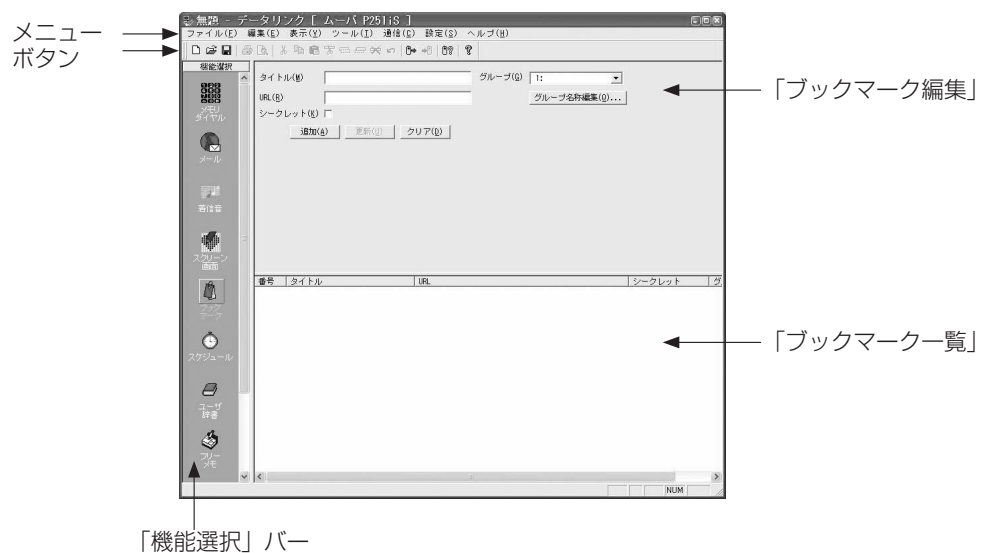 無題 - データリンク [ ムーバ P251iS ]
メニュー
ファイル(F) 編集(E) 表示(V) ツール(T) 通信(C) 設定(S) ヘルプ(H)
ボタン
機能選択
タイトル(M)
グループ(G) 1:
「ブックマーク編集」
URL(R)
グループ名称編集(O)...
シークレット(K)
追加(A) 更新(U) クリア(D)
メモリ
ダイヤル
メール
着信音
スクリーン
画面
ブック
マーク
スケジュール
ユーザ
辞書
フリー
メモ
番号 タイトル URL シークレット グ
「ブックマーク一覧」
NUM
「機能選択」バー